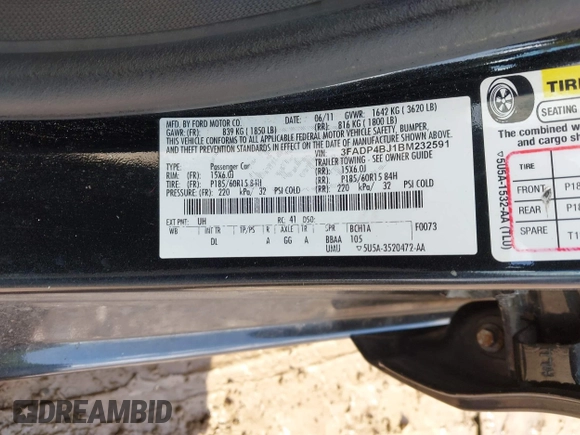 MFD. BY FORD MOTOR CO.
DATE: 06/11 GVWR: 1642 KG ( 3620 LB)
GAWR: (FR): 839 KG ( 1850 LB) (RR): 816 KG ( 1800 LB)
THIS VEHICLE CONFORMS TO ALL APPLICABLE FEDERAL MOTOR VEHICLE SAFETY, BUMPER,
AND THEFT PREVENTION STANDARDS IN EFFECT ON THE DATE OF MANUFACTURE SHOWN ABOVE.
VIN: 3FADP4BJ1BM232591
TYPE: Passenger Car TRAILER TOWING - SEE OWNER GUIDE
RIM: (FR): 15X6.0J (RR): 15X6.0J
TIRE: (FR): P185/60R15 84H (RR): P185/60R15 84H
PRESSURE: (FR): 220 kPa/ 32 PSI COLD (RR): 220 kPa/ 32 PSI COLD
EXT PNT: UH RC: 41 DSO: F0073
WB INT TR TP/PS R AXLE TR SPR BCH1A
DL A GG A BBAA 105
UMU ▽5U5A-3520472-AA
TIRE
SEATING
The combined w
and cargo shou
▽5U5A-1532-AA (TLU)
TIRE
FRONT P18
REAR P18
SPARE T1
DREAMBID